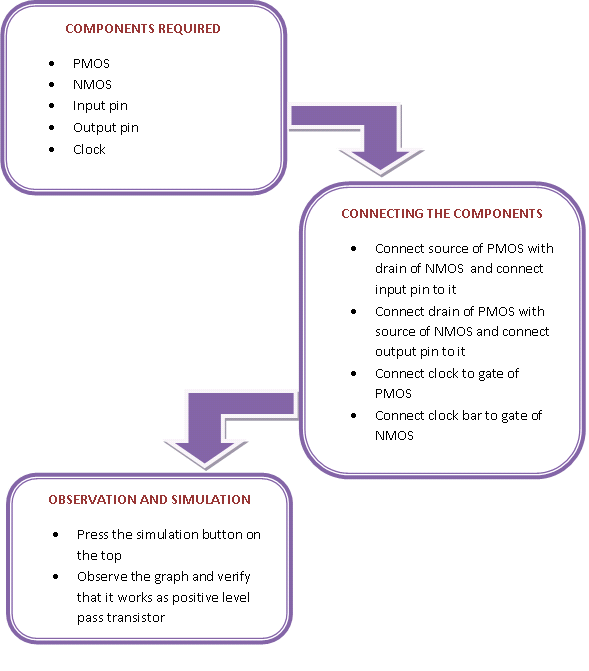 COMPONENTS REQUIRED
• PMOS
• NMOS
• Input pin
• Output pin
• Clock
CONNECTING THE COMPONENTS
• Connect source of PMOS with
drain of NMOS and connect
input pin to it
• Connect drain of PMOS with
source of NMOS and connect
output pin to it
• Connect clock to gate of
PMOS
• Connect clock bar to gate of
NMOS
OBSERVATION AND SIMULATION
• Press the simulation button on
the top
• Observe the graph and verify
that it works as positive level
pass transistor